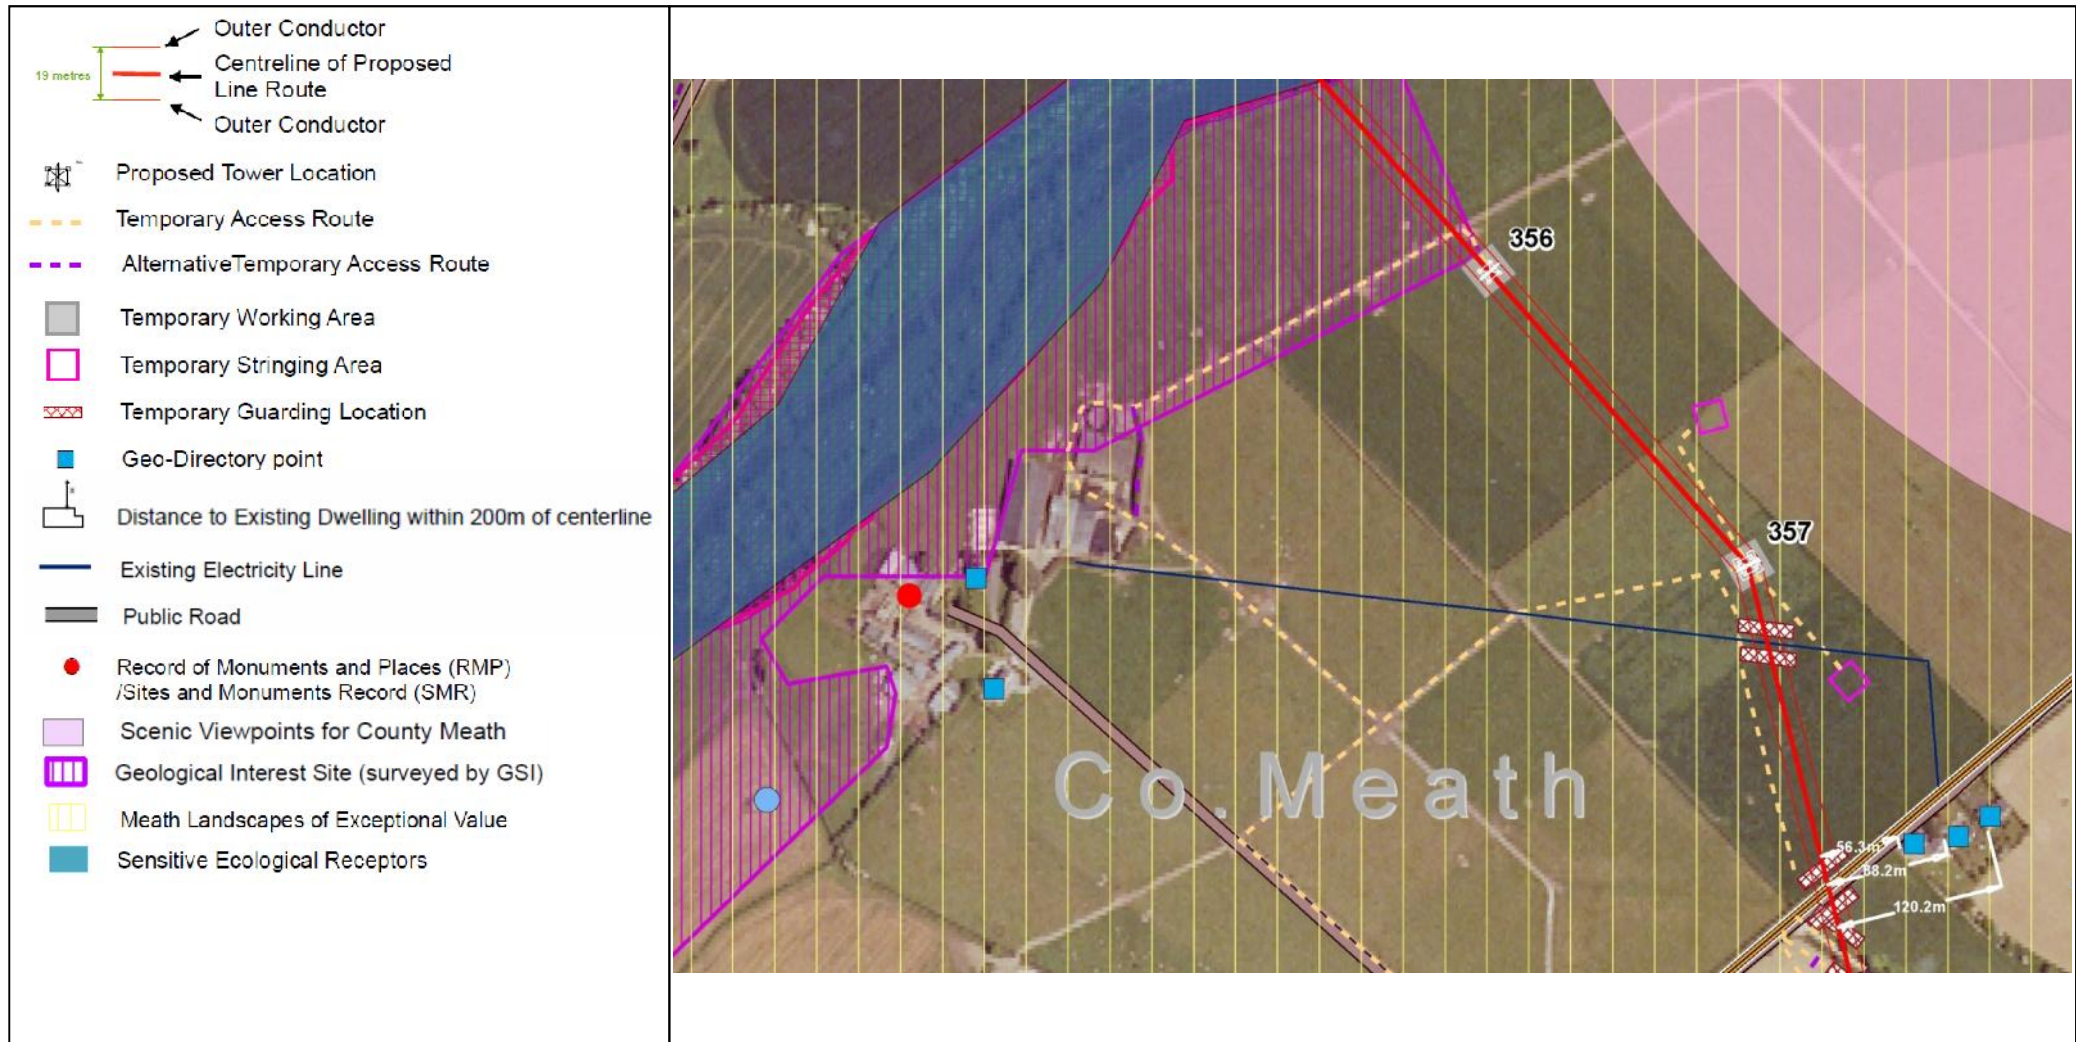 Outer Conductor
19 metres
Centreline of Proposed
Line Route
Outer Conductor
Proposed Tower Location
Temporary Access Route
AlternativeTemporary Access Route
Temporary Working Area
Temporary Stringing Area
Temporary Guarding Location
Geo-Directory point
Distance to Existing Dwelling within 200m of centerline
Existing Electricity Line
Public Road
Record of Monuments and Places (RMP)
/Sites and Monuments Record (SMR)
Scenic Viewpoints for County Meath
Geological Interest Site (surveyed by GSI)
Meath Landscapes of Exceptional Value
Sensitive Ecological Receptors
356
357
Co.Meath
56.3m
88.2m
120.2m